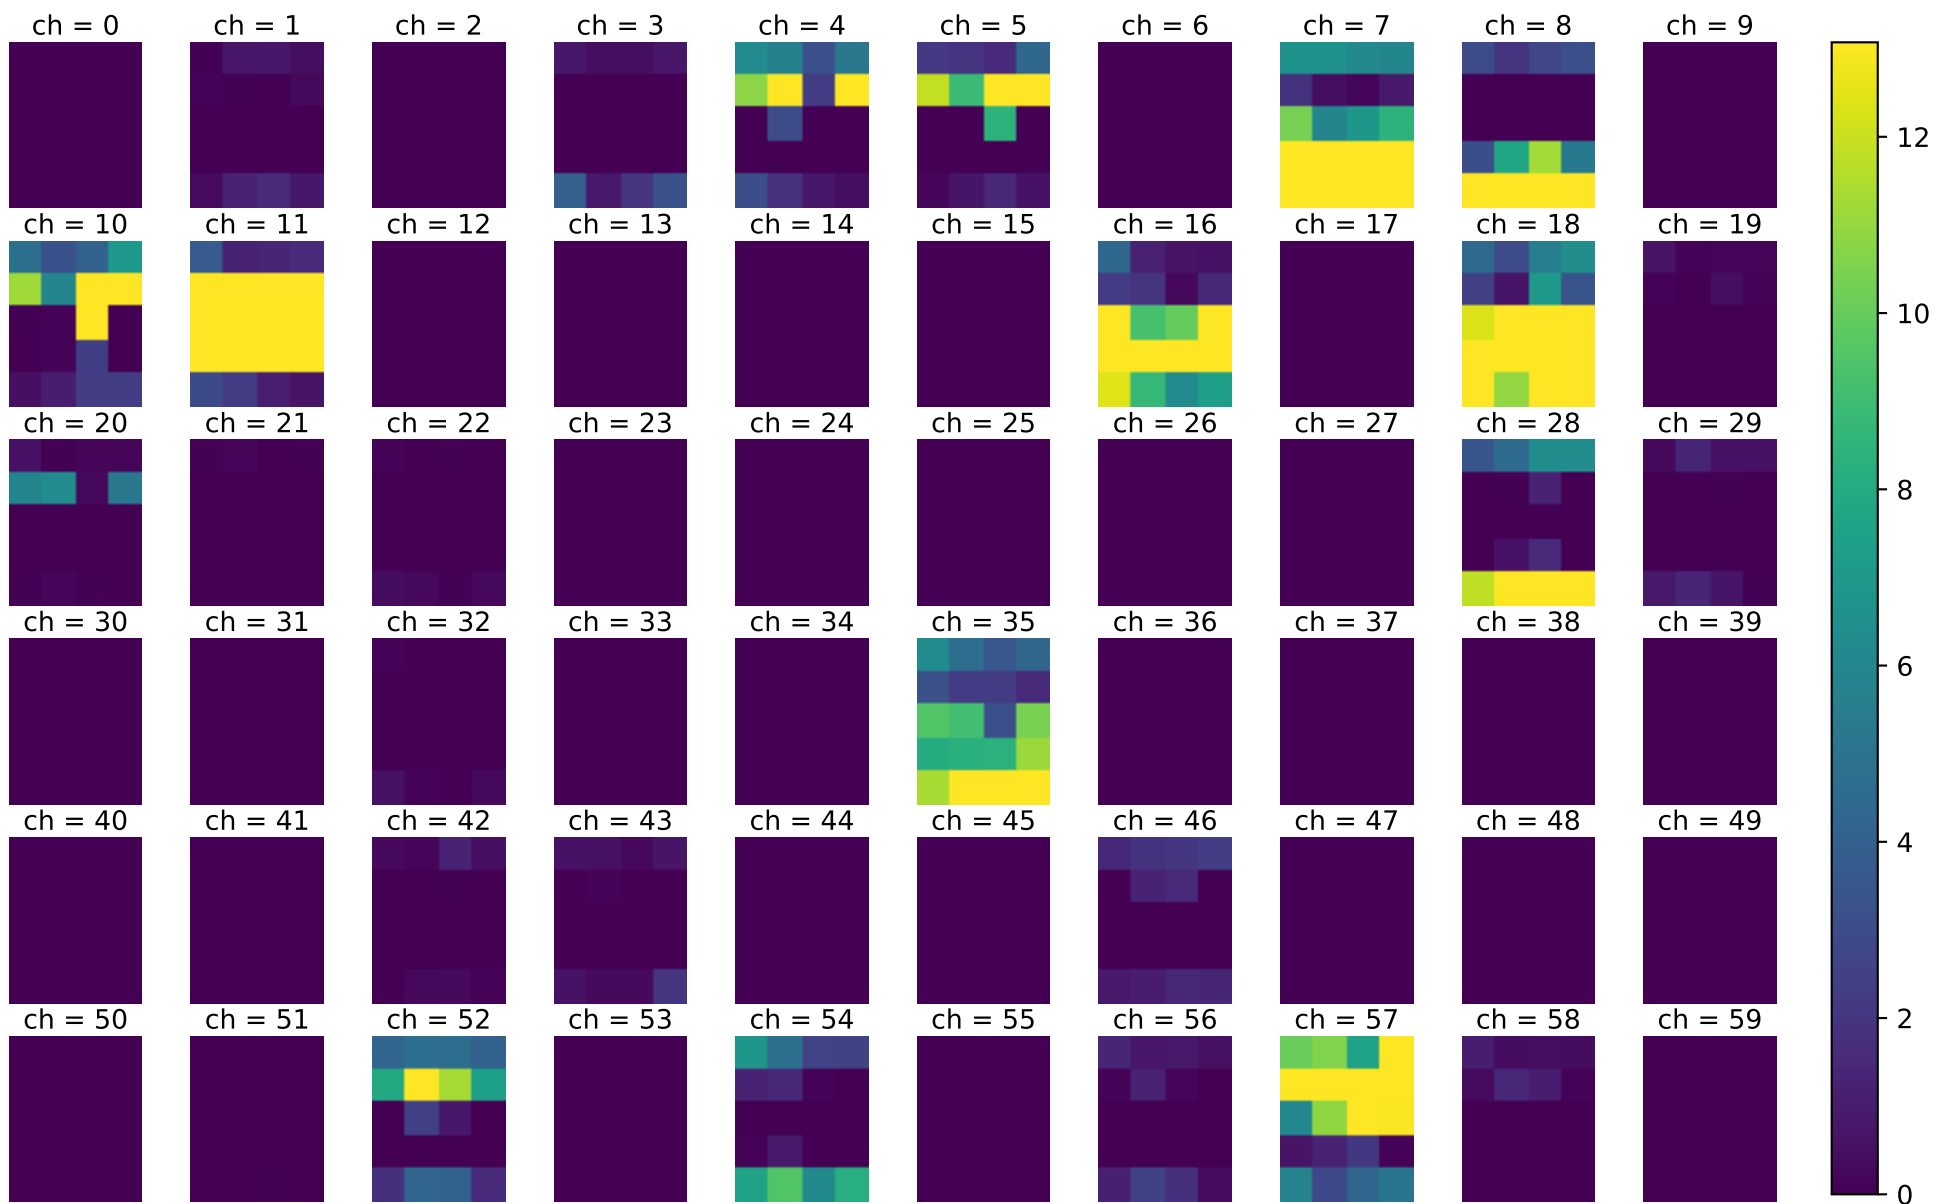 ch = 0 ch = 1 ch = 2 ch = 3 ch = 4 ch = 5 ch = 6 ch = 7 ch = 8 ch = 9
ch = 10 ch = 11 ch = 12 ch = 13 ch = 14 ch = 15 ch = 16 ch = 17 ch = 18 ch = 19
ch = 20 ch = 21 ch = 22 ch = 23 ch = 24 ch = 25 ch = 26 ch = 27 ch = 28 ch = 29
ch = 30 ch = 31 ch = 32 ch = 33 ch = 34 ch = 35 ch = 36 ch = 37 ch = 38 ch = 39
ch = 40 ch = 41 ch = 42 ch = 43 ch = 44 ch = 45 ch = 46 ch = 47 ch = 48 ch = 49
ch = 50 ch = 51 ch = 52 ch = 53 ch = 54 ch = 55 ch = 56 ch = 57 ch = 58 ch = 59
12
10
8
6
4
2
0